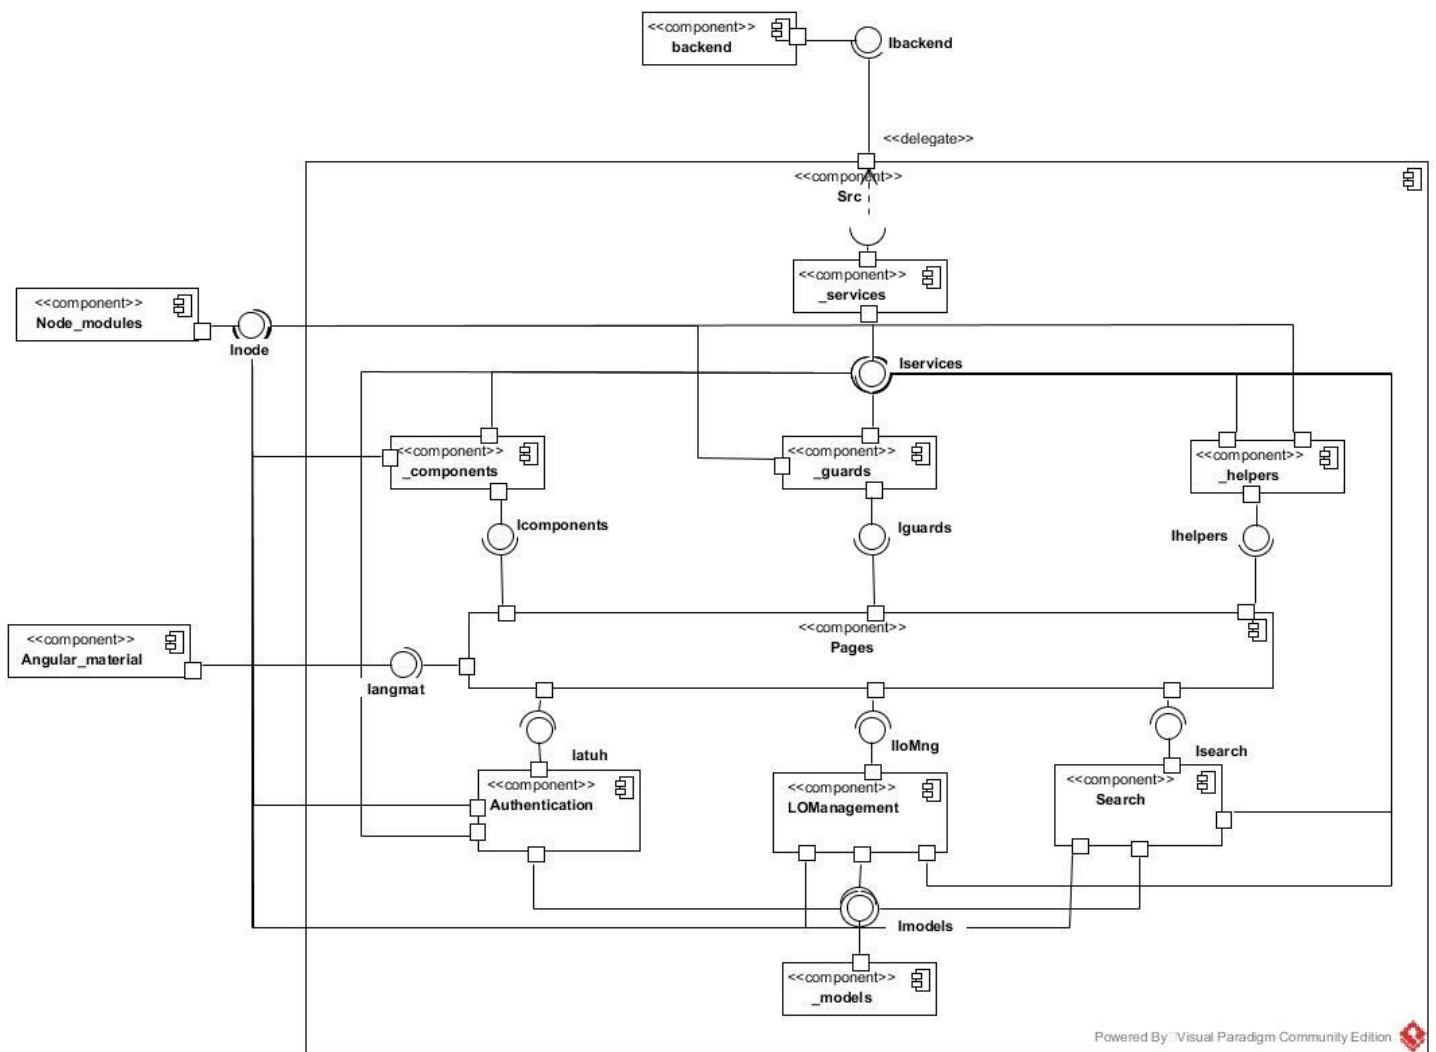 <<component>>
backend
Ibackend
<<delegate>>
<<component>>
Src
<<component>>
_services
<<component>>
Node_modules
Inode
Iservices
<<component>>
_components
<<component>>
_guards
<<component>>
_helpers
Icomponents
Iguards
Ihelpers
<<component>>
Pages
<<component>>
Angular_material
Iangmat
Iatuh
IloMng
Isearch
<<component>>
Authentication
<<component>>
LOManagement
<<component>>
Search
Imodels
<<component>>
_models
Powered By Visual Paradigm Community Edition